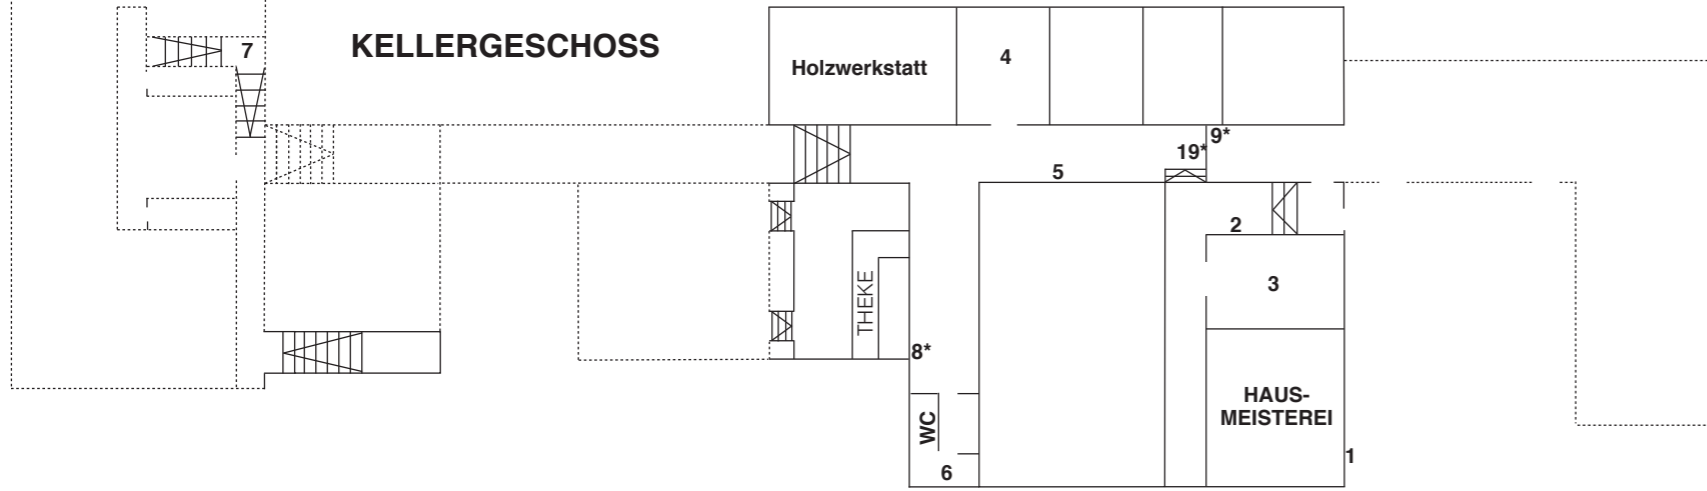 KELLERGESCHOSS
7
Holzwerkstatt
4
9*
19*
5
2
3
THEKE
8*
HAUS-
MEISTEREI
WC
6
1